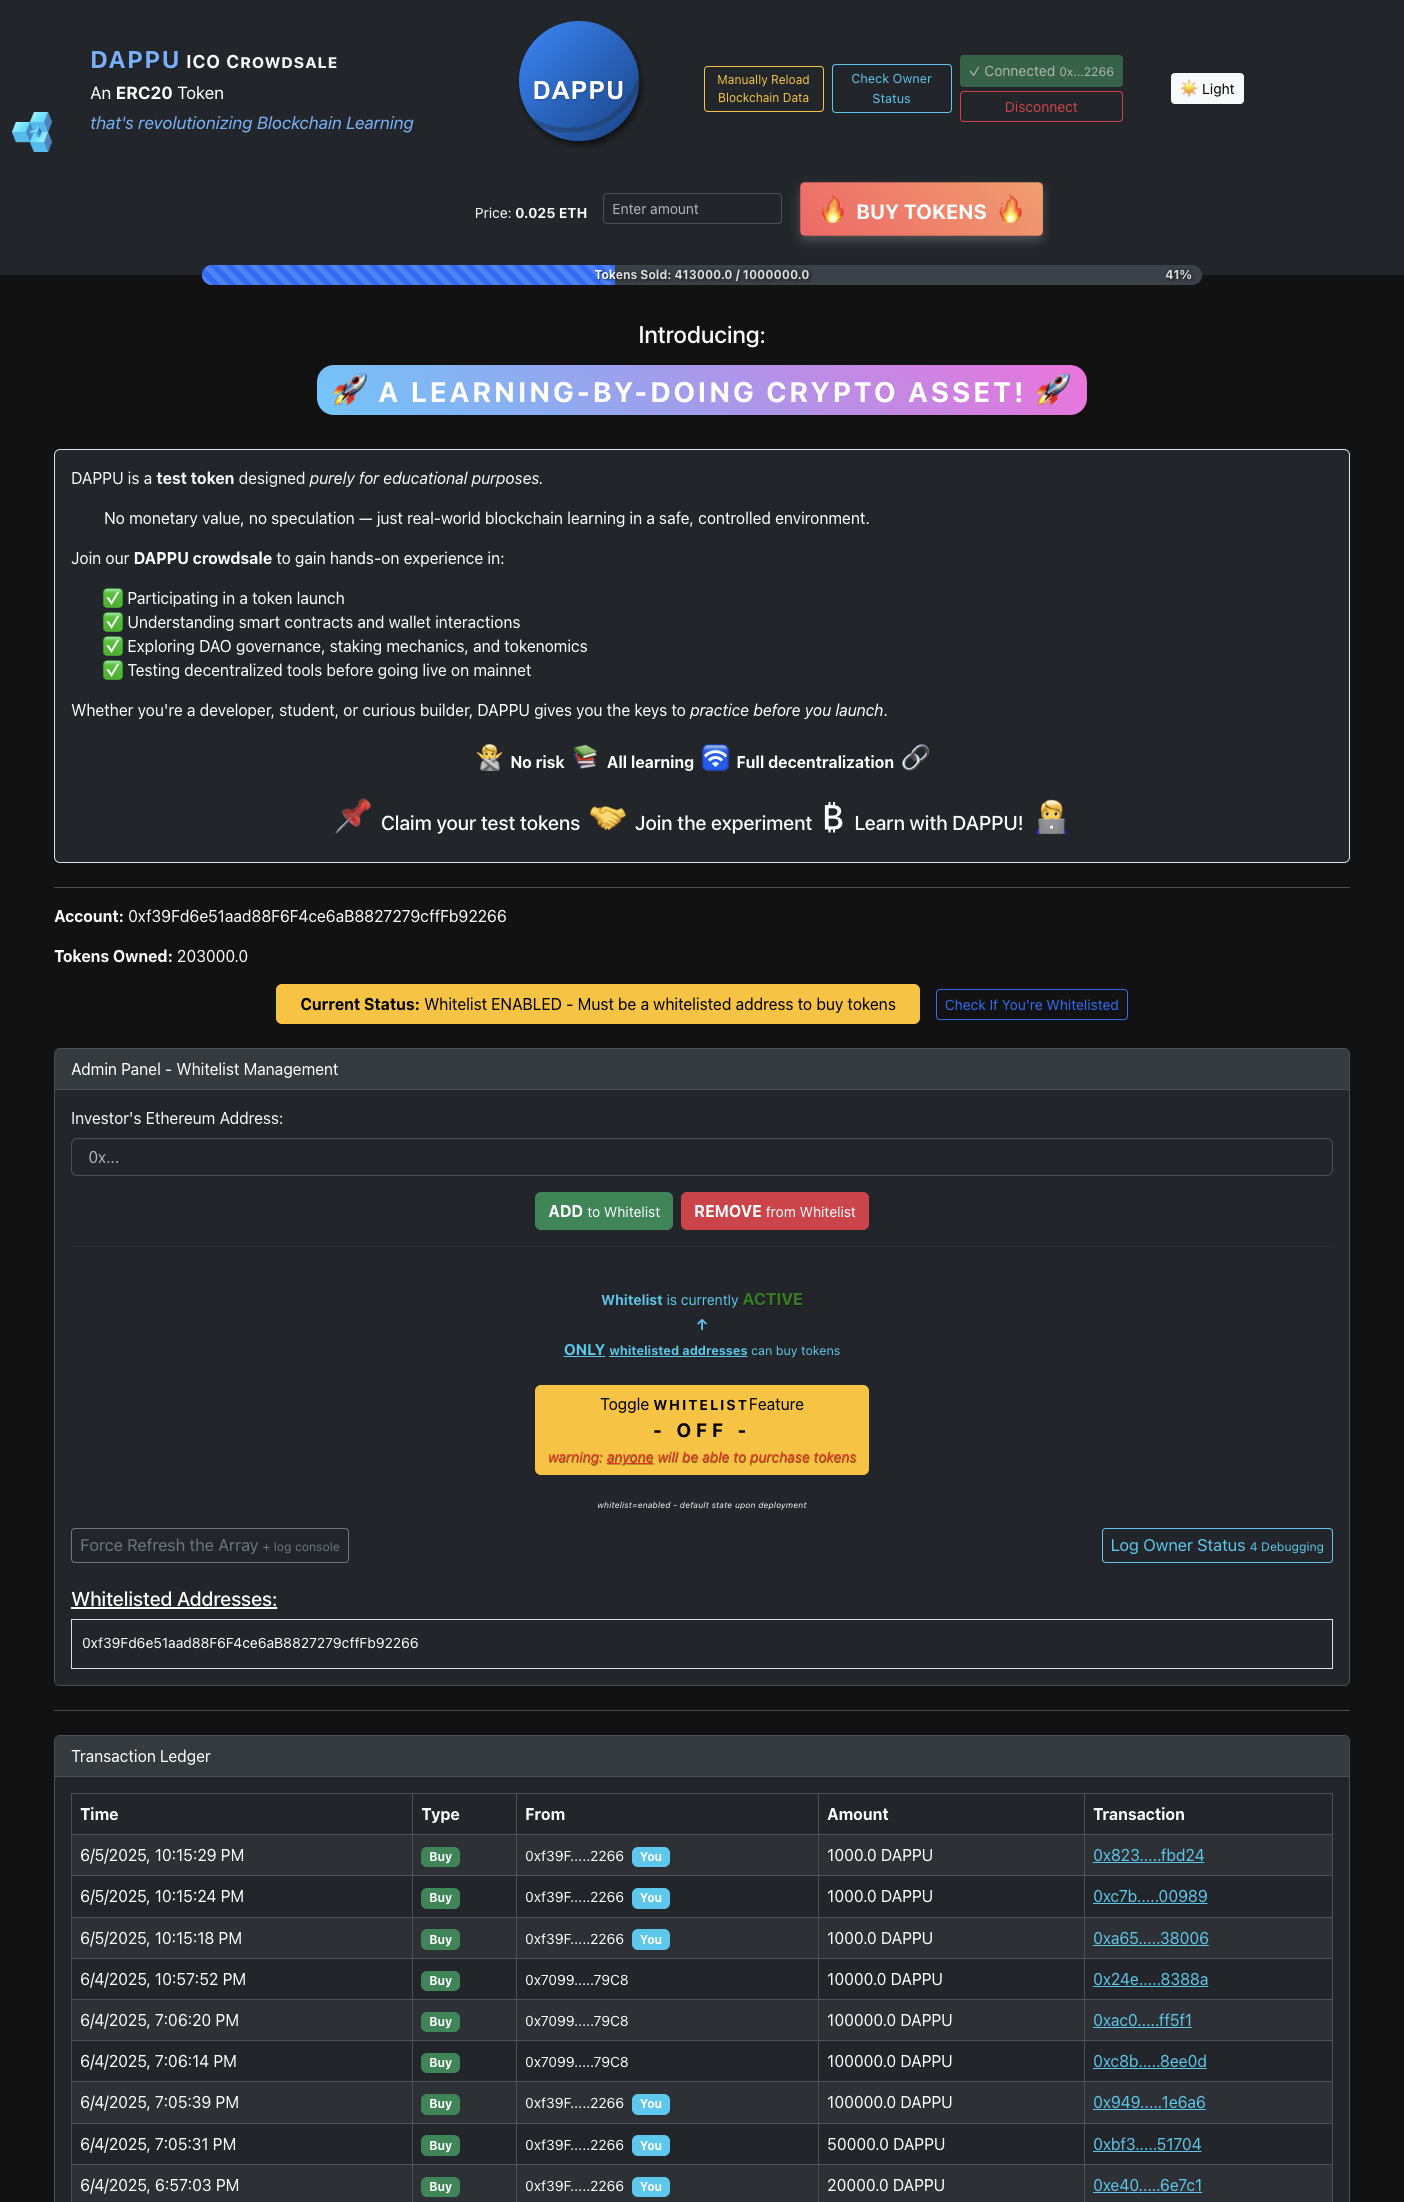 DAPPU ICO Crowdsale
An ERC20 Token
that's revolutionizing Blockchain Learning
DAPPU
Manually Reload
Blockchain Data
Check Owner
Status
✓ Connected 0x...2266
Disconnect
☀️ Light
Price: 0.025 ETH
Enter amount
🔥 BUY TOKENS 🔥
Tokens Sold: 413000.0 / 1000000.0
41%
Introducing:
🚀 A LEARNING-BY-DOING CRYPTO ASSET! 🚀
DAPPU is a test token designed purely for educational purposes.
No monetary value, no speculation — just real-world blockchain learning in a safe, controlled environment.
Join our DAPPU crowdsale to gain hands-on experience in:
✅ Participating in a token launch
✅ Understanding smart contracts and wallet interactions
✅ Exploring DAO governance, staking mechanics, and tokenomics
✅ Testing decentralized tools before going live on mainnet
Whether you're a developer, student, or curious builder, DAPPU gives you the keys to practice before you launch.
🙅 No risk 📚 All learning 🛜 Full decentralization 🔗
📌 Claim your test tokens 🤝 Join the experiment ₿ Learn with DAPPU! 🧑‍💻
Account: 0xf39Fd6e51aad88F6F4ce6aB8827279cffFb92266
Tokens Owned: 203000.0
Current Status: Whitelist ENABLED - Must be a whitelisted address to buy tokens
Check If You're Whitelisted
Admin Panel - Whitelist Management
Investor's Ethereum Address:
0x...
ADD to Whitelist
REMOVE from Whitelist
Whitelist is currently ACTIVE
↑
ONLY whitelisted addresses can buy tokens
Toggle WHITELISTFeature
- OFF -
warning: anyone will be able to purchase tokens
whitelist=enabled - default state upon deployment
Force Refresh the Array + log console
Log Owner Status 4 Debugging
Whitelisted Addresses:
0xf39Fd6e51aad88F6F4ce6aB8827279cffFb92266
Transaction Ledger
Time Type From Amount Transaction
6/5/2025, 10:15:29 PM Buy 0xf39F.....2266 You 1000.0 DAPPU 0x823.....fbd24
6/5/2025, 10:15:24 PM Buy 0xf39F.....2266 You 1000.0 DAPPU 0xc7b.....00989
6/5/2025, 10:15:18 PM Buy 0xf39F.....2266 You 1000.0 DAPPU 0xa65.....38006
6/4/2025, 10:57:52 PM Buy 0x7099.....79C8 10000.0 DAPPU 0x24e.....8388a
6/4/2025, 7:06:20 PM Buy 0x7099.....79C8 100000.0 DAPPU 0xac0.....ff5f1
6/4/2025, 7:06:14 PM Buy 0x7099.....79C8 100000.0 DAPPU 0xc8b.....8ee0d
6/4/2025, 7:05:39 PM Buy 0xf39F.....2266 You 100000.0 DAPPU 0x949.....1e6a6
6/4/2025, 7:05:31 PM Buy 0xf39F.....2266 You 50000.0 DAPPU 0xbf3.....51704
6/4/2025, 6:57:03 PM Buy 0xf39F.....2266 You 20000.0 DAPPU 0xe40.....6e7c1